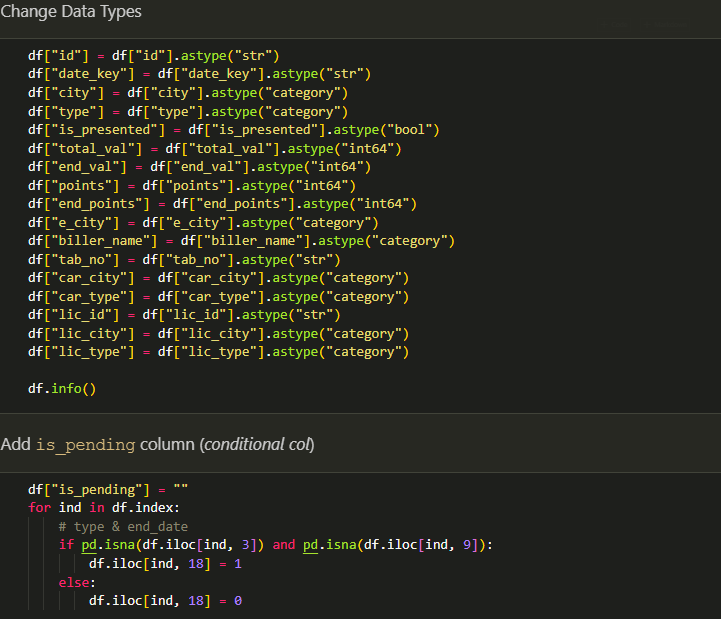 Change Data Types
df["id"] = df["id"].astype("str")
df["date_key"] = df["date_key"].astype("str")
df["city"] = df["city"].astype("category")
df["type"] = df["type"].astype("category")
df["is_presented"] = df["is_presented"].astype("bool")
df["total_val"] = df["total_val"].astype("int64")
df["end_val"] = df["end_val"].astype("int64")
df["points"] = df["points"].astype("int64")
df["end_points"] = df["end_points"].astype("int64")
df["e_city"] = df["e_city"].astype("category")
df["biller_name"] = df["biller_name"].astype("category")
df["tab_no"] = df["tab_no"].astype("str")
df["car_city"] = df["car_city"].astype("category")
df["car_type"] = df["car_type"].astype("category")
df["lic_id"] = df["lic_id"].astype("str")
df["lic_city"] = df["lic_city"].astype("category")
df["lic_type"] = df["lic_type"].astype("category")
df.info()
Add is_pending column (conditional col)
df["is_pending"] = ""
for ind in df.index:
    # type & end_date
    if pd.isna(df.iloc[ind, 3]) and pd.isna(df.iloc[ind, 9]):
        df.iloc[ind, 18] = 1
    else:
        df.iloc[ind, 18] = 0